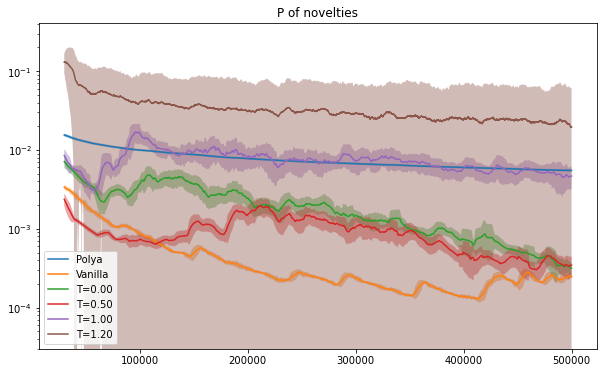 P of novelties
10⁻¹
10⁻²
10⁻³
10⁻⁴
Polya
Vanilla
T=0.00
T=0.50
T=1.00
T=1.20
100000 200000 300000 400000 500000